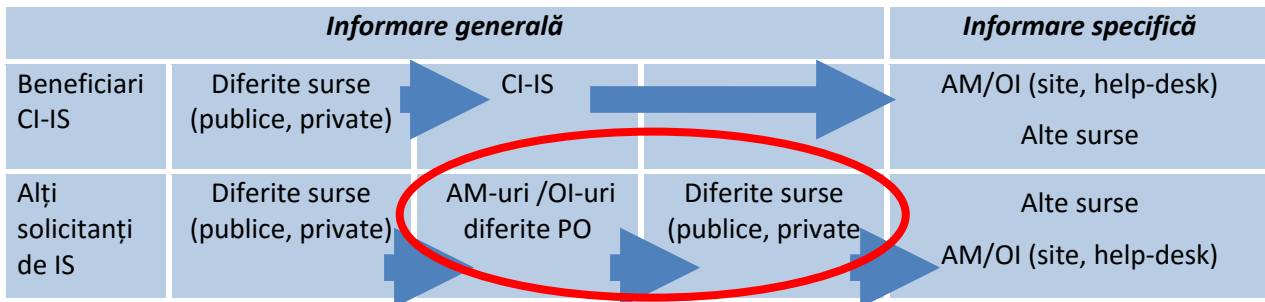 Informare generală
Informare specifică
Beneficiari
CI-IS
Diferite surse
(publice, private)
CI-IS
AM/OI (site, help-desk)
Alte surse
Alți
solicitanți
de IS
Diferite surse
(publice, private)
AM-uri /OI-uri
diferite PO
Diferite surse
(publice, private
Alte surse
AM/OI (site, help-desk)